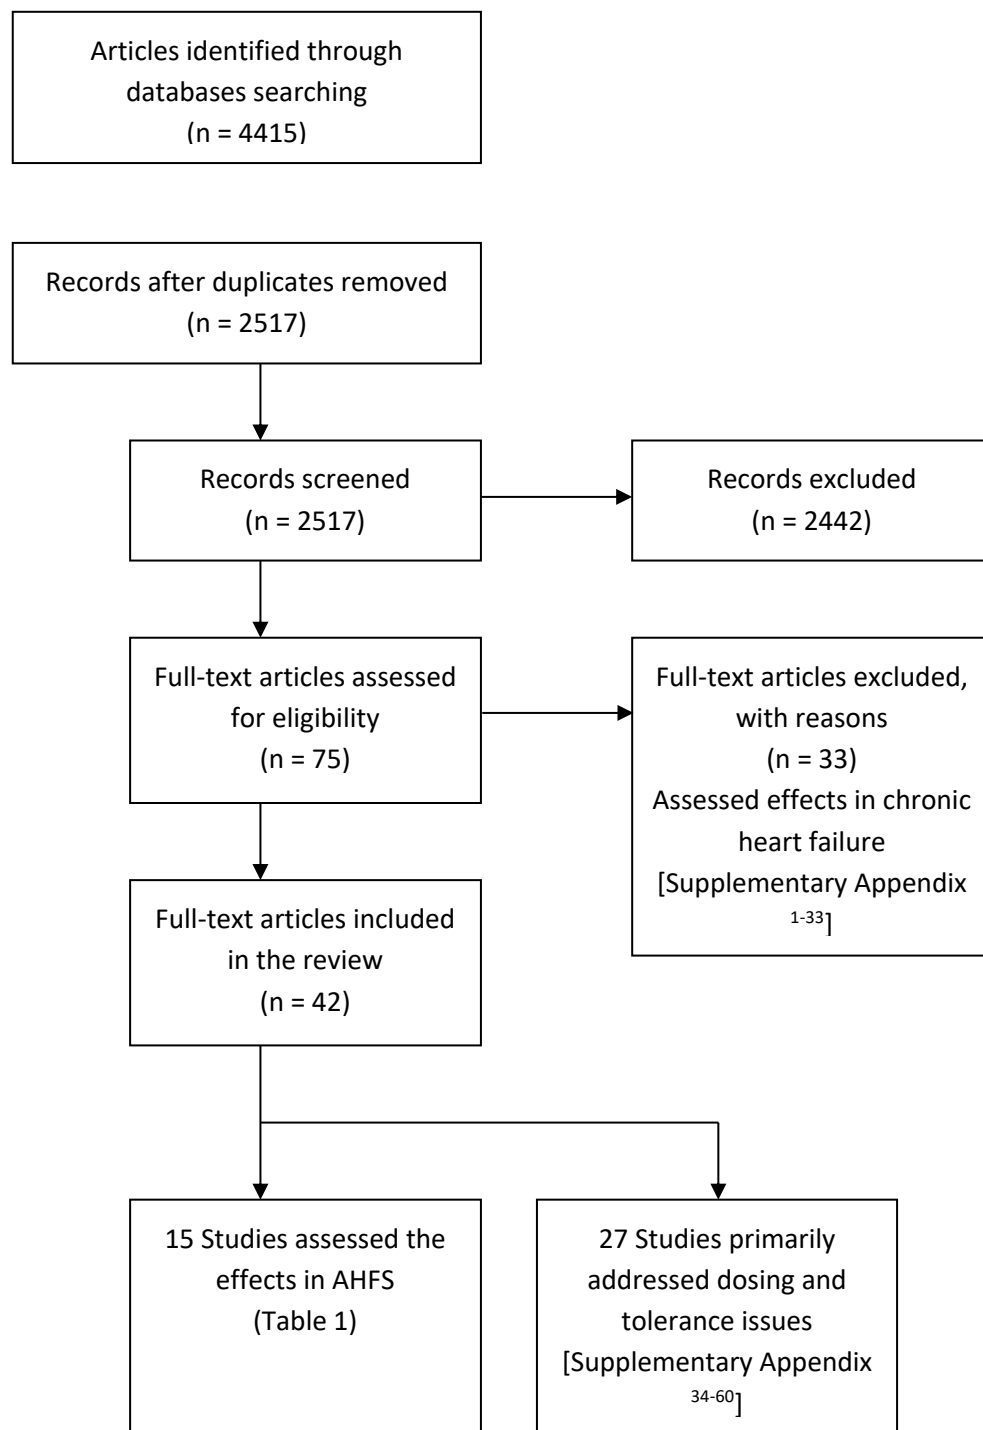 Articles identified through
databases searching
(n = 4415)
Records after duplicates removed
(n = 2517)
Records screened
(n = 2517)
Records excluded
(n = 2442)
Full-text articles assessed
for eligibility
(n = 75)
Full-text articles excluded,
with reasons
(n = 33)
Assessed effects in chronic
heart failure
[Supplementary Appendix
1-33]
Full-text articles included
in the review
(n = 42)
15 Studies assessed the
effects in AHFS
(Table 1)
27 Studies primarily
addressed dosing and
tolerance issues
[Supplementary Appendix
34-60]